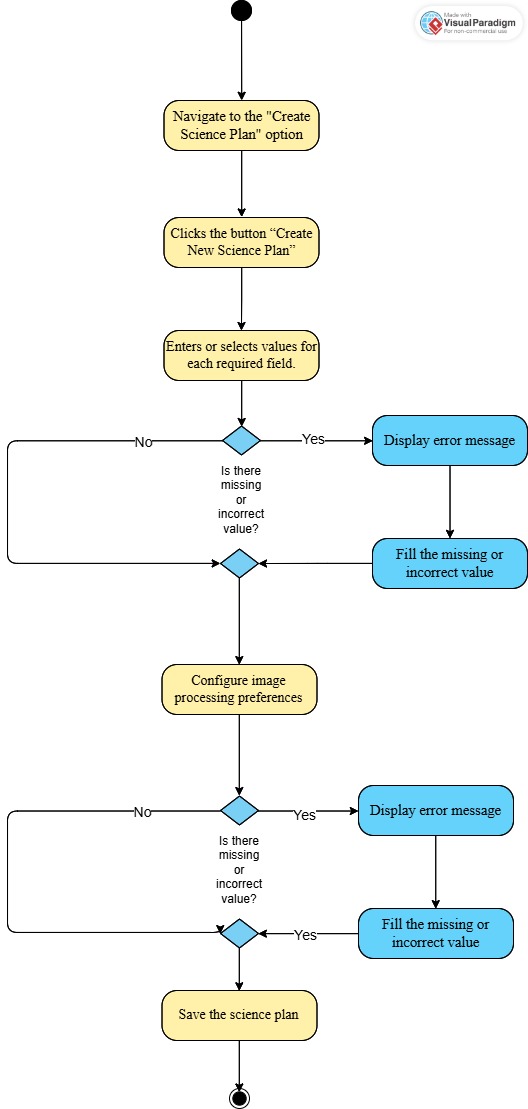 Made with
Visual Paradigm
For non-commercial use
Navigate to the "Create
Science Plan" option
Clicks the button “Create
New Science Plan”
Enters or selects values for
each required field.
No
Yes
Display error message
Is there
missing
or
incorrect
value?
Fill the missing or
incorrect value
Configure image
processing preferences
No
Yes
Display error message
Is there
missing
or
incorrect
value?
Yes
Fill the missing or
incorrect value
Save the science plan